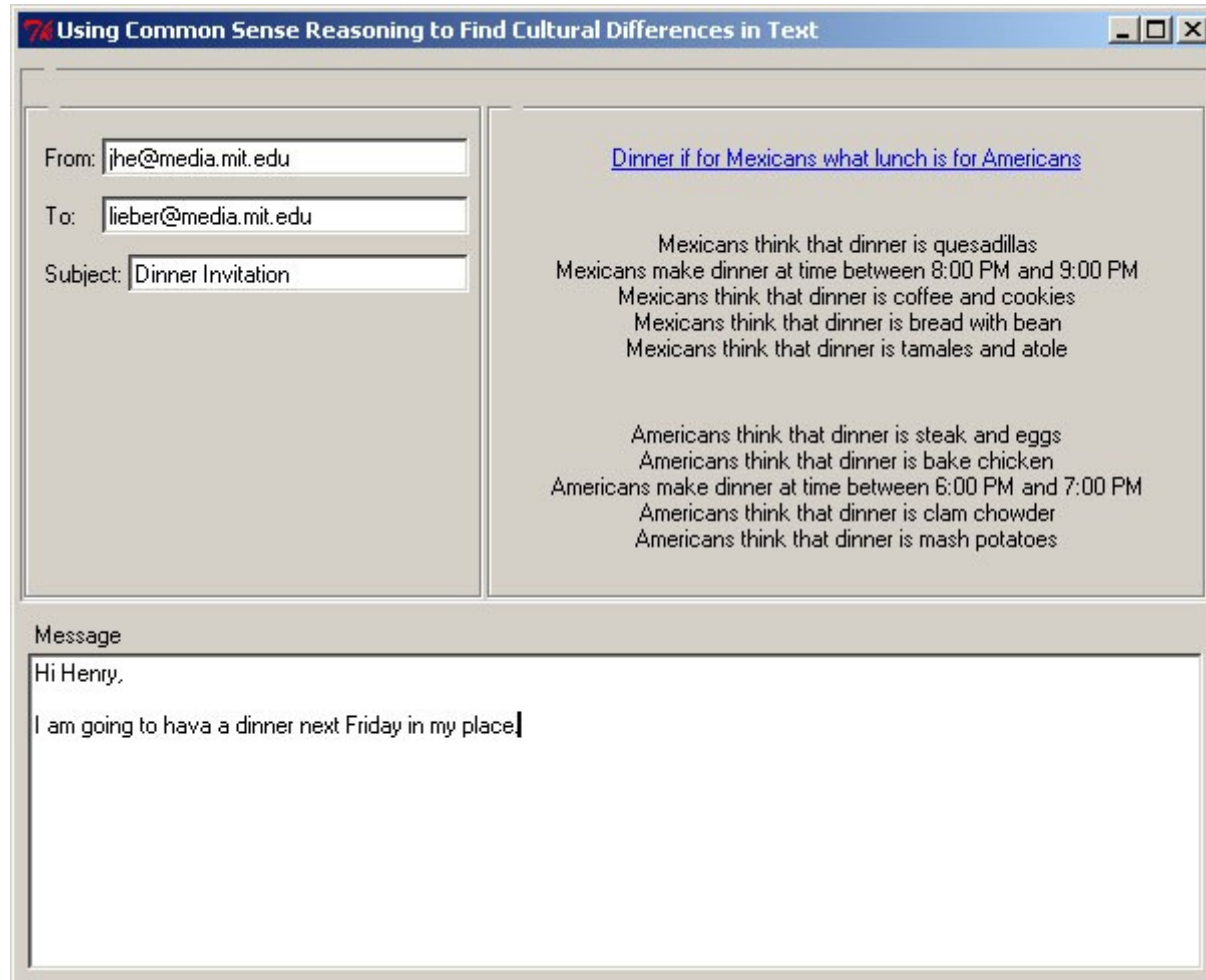 Using Common Sense Reasoning to Find Cultural Differences in Text
From: jhe@media.mit.edu
To: lieber@media.mit.edu
Subject: Dinner Invitation
Dinner if for Mexicans what lunch is for Americans
Mexicans think that dinner is quesadillas
Mexicans make dinner at time between 8:00 PM and 9:00 PM
Mexicans think that dinner is coffee and cookies
Mexicans think that dinner is bread with bean
Mexicans think that dinner is tamales and atole
Americans think that dinner is steak and eggs
Americans think that dinner is bake chicken
Americans make dinner at time between 6:00 PM and 7:00 PM
Americans think that dinner is clam chowder
Americans think that dinner is mash potatoes
Message
Hi Henry,
I am going to hava a dinner next Friday in my place.